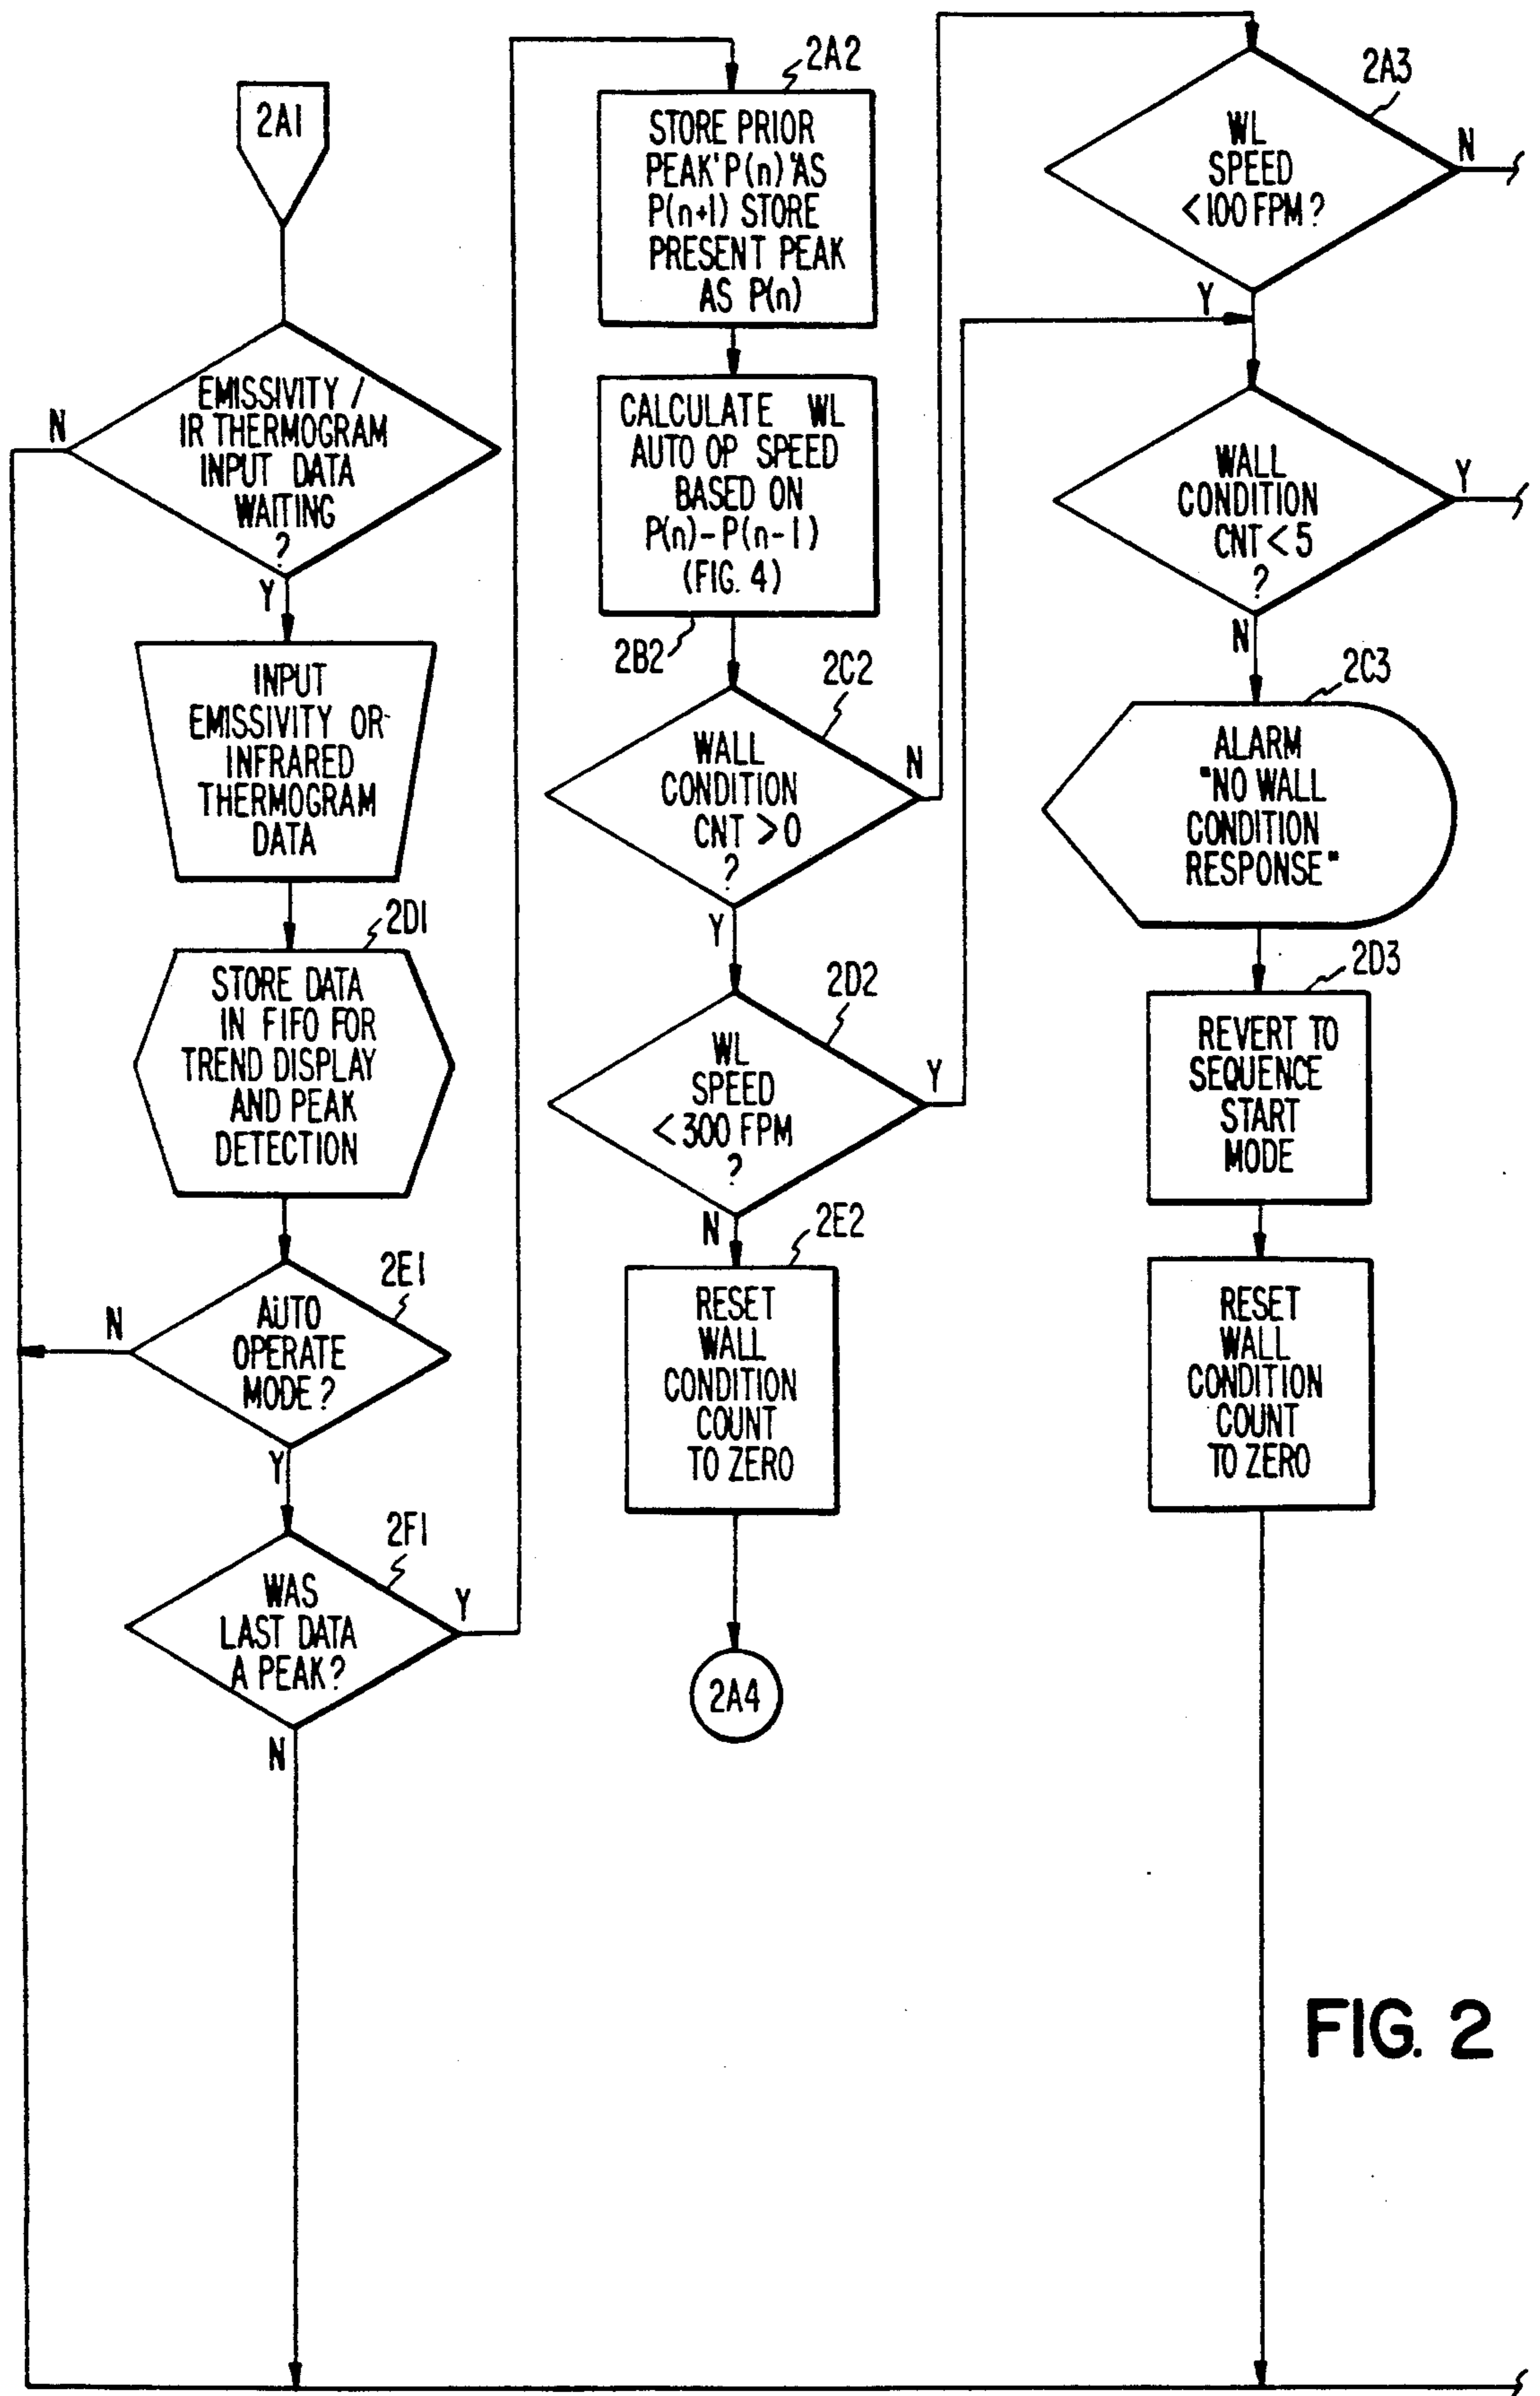 2A1
EMISSIVITY /
IR THERMOGRAM
INPUT DATA
WAITING
?
N
Y
INPUT
EMISSIVITY OR
INFRARED
THERMOGRAM
DATA
2D1
STORE DATA
IN FIFO FOR
TREND DISPLAY
AND PEAK
DETECTION
2E1
AUTO
OPERATE
MODE?
N
Y
2F1
WAS
LAST DATA
A PEAK?
Y
N
2A2
STORE PRIOR
PEAK'P(n)'AS
P(n+1) STORE
PRESENT PEAK
AS P(n)
CALCULATE WL
AUTO OP SPEED
BASED ON
P(n)-P(n-1)
(FIG. 4)
2B2
2C2
WALL
CONDITION
CNT >0
?
N
Y
2D2
WL
SPEED
<300 FPM
?
Y
N
2E2
RESET
WALL
CONDITION
COUNT
TO ZERO
2A4
2A3
WL
SPEED
<100 FPM?
N
Y
WALL
CONDITION
CNT<5
?
Y
N
2C3
ALARM
"NO WALL
CONDITION
RESPONSE"
2D3
REVERT TO
SEQUENCE
START
MODE
RESET
WALL
CONDITION
COUNT
TO ZERO
FIG. 2